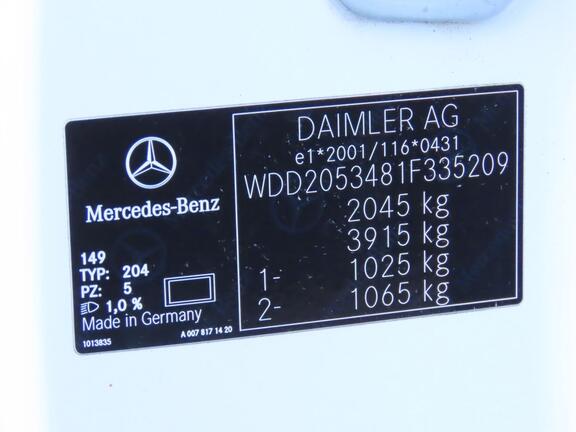 Mercedes-Benz
149
TYP: 204
PZ: 5
1,0 %
Made in Germany
1013835
A 007 817 14 20
DAIMLER AG
e1*2001/116*0431
WDD2053481F335209
2045 kg
3915 kg
1- 1025 kg
2- 1065 kg